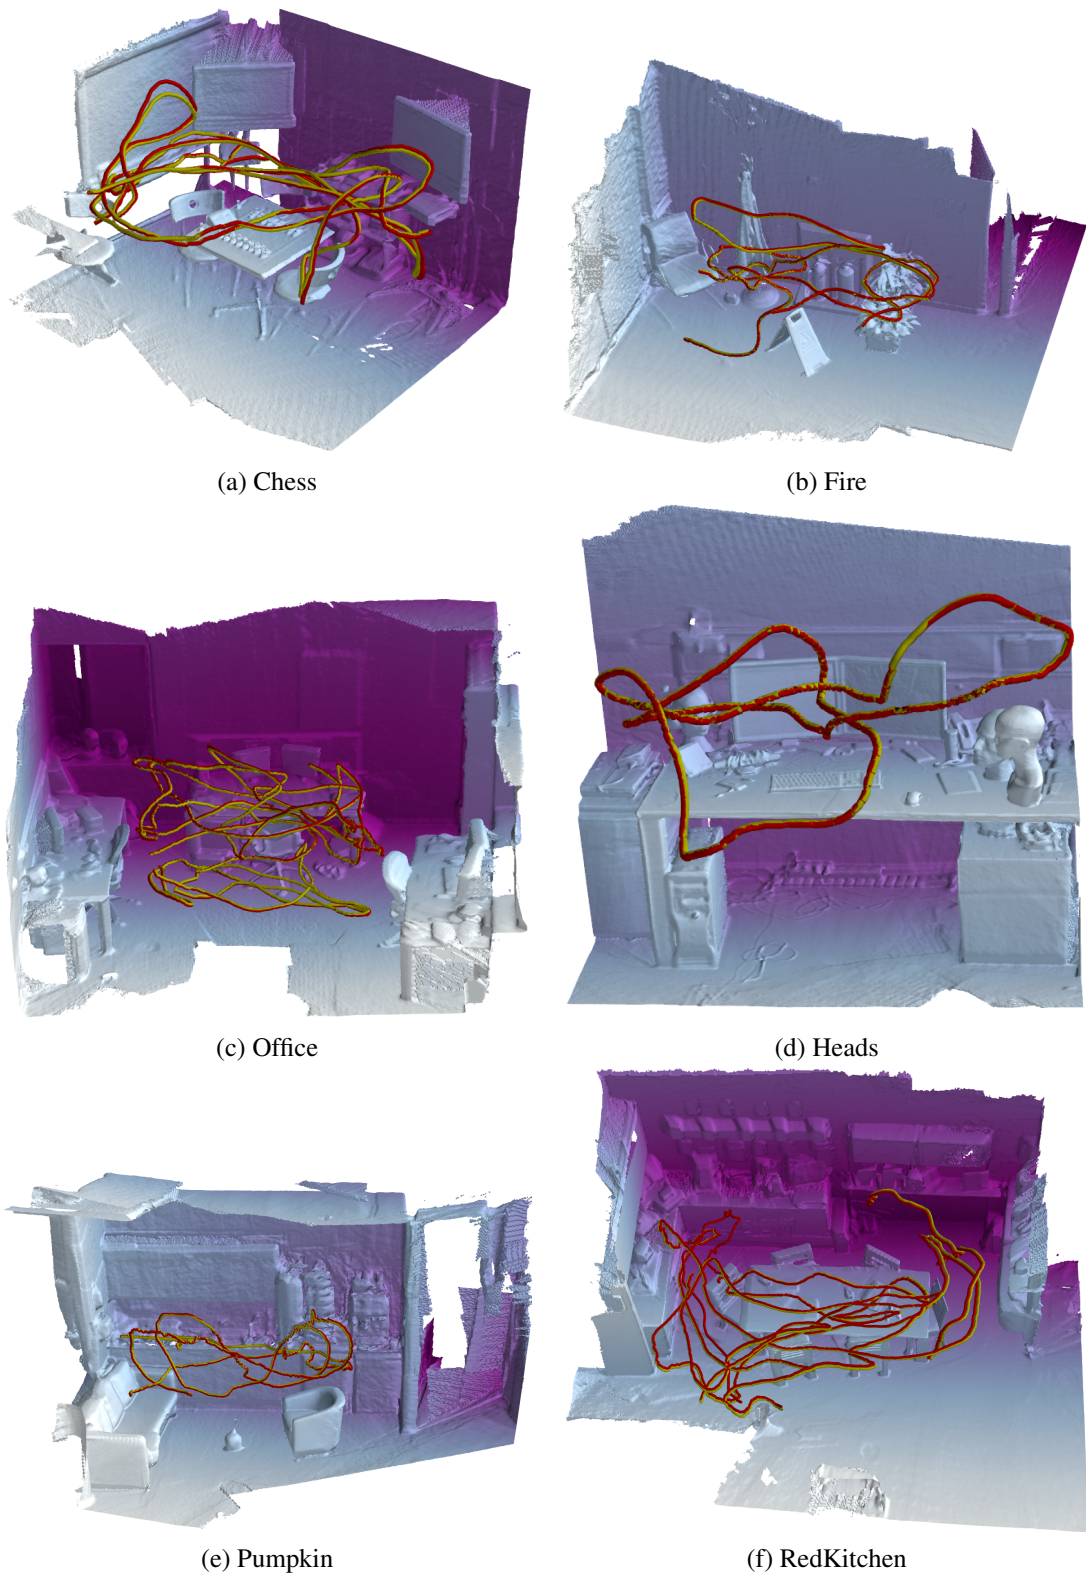 (a) Chess
(b) Fire
(c) Office
(d) Heads
(e) Pumpkin
(f) RedKitchen